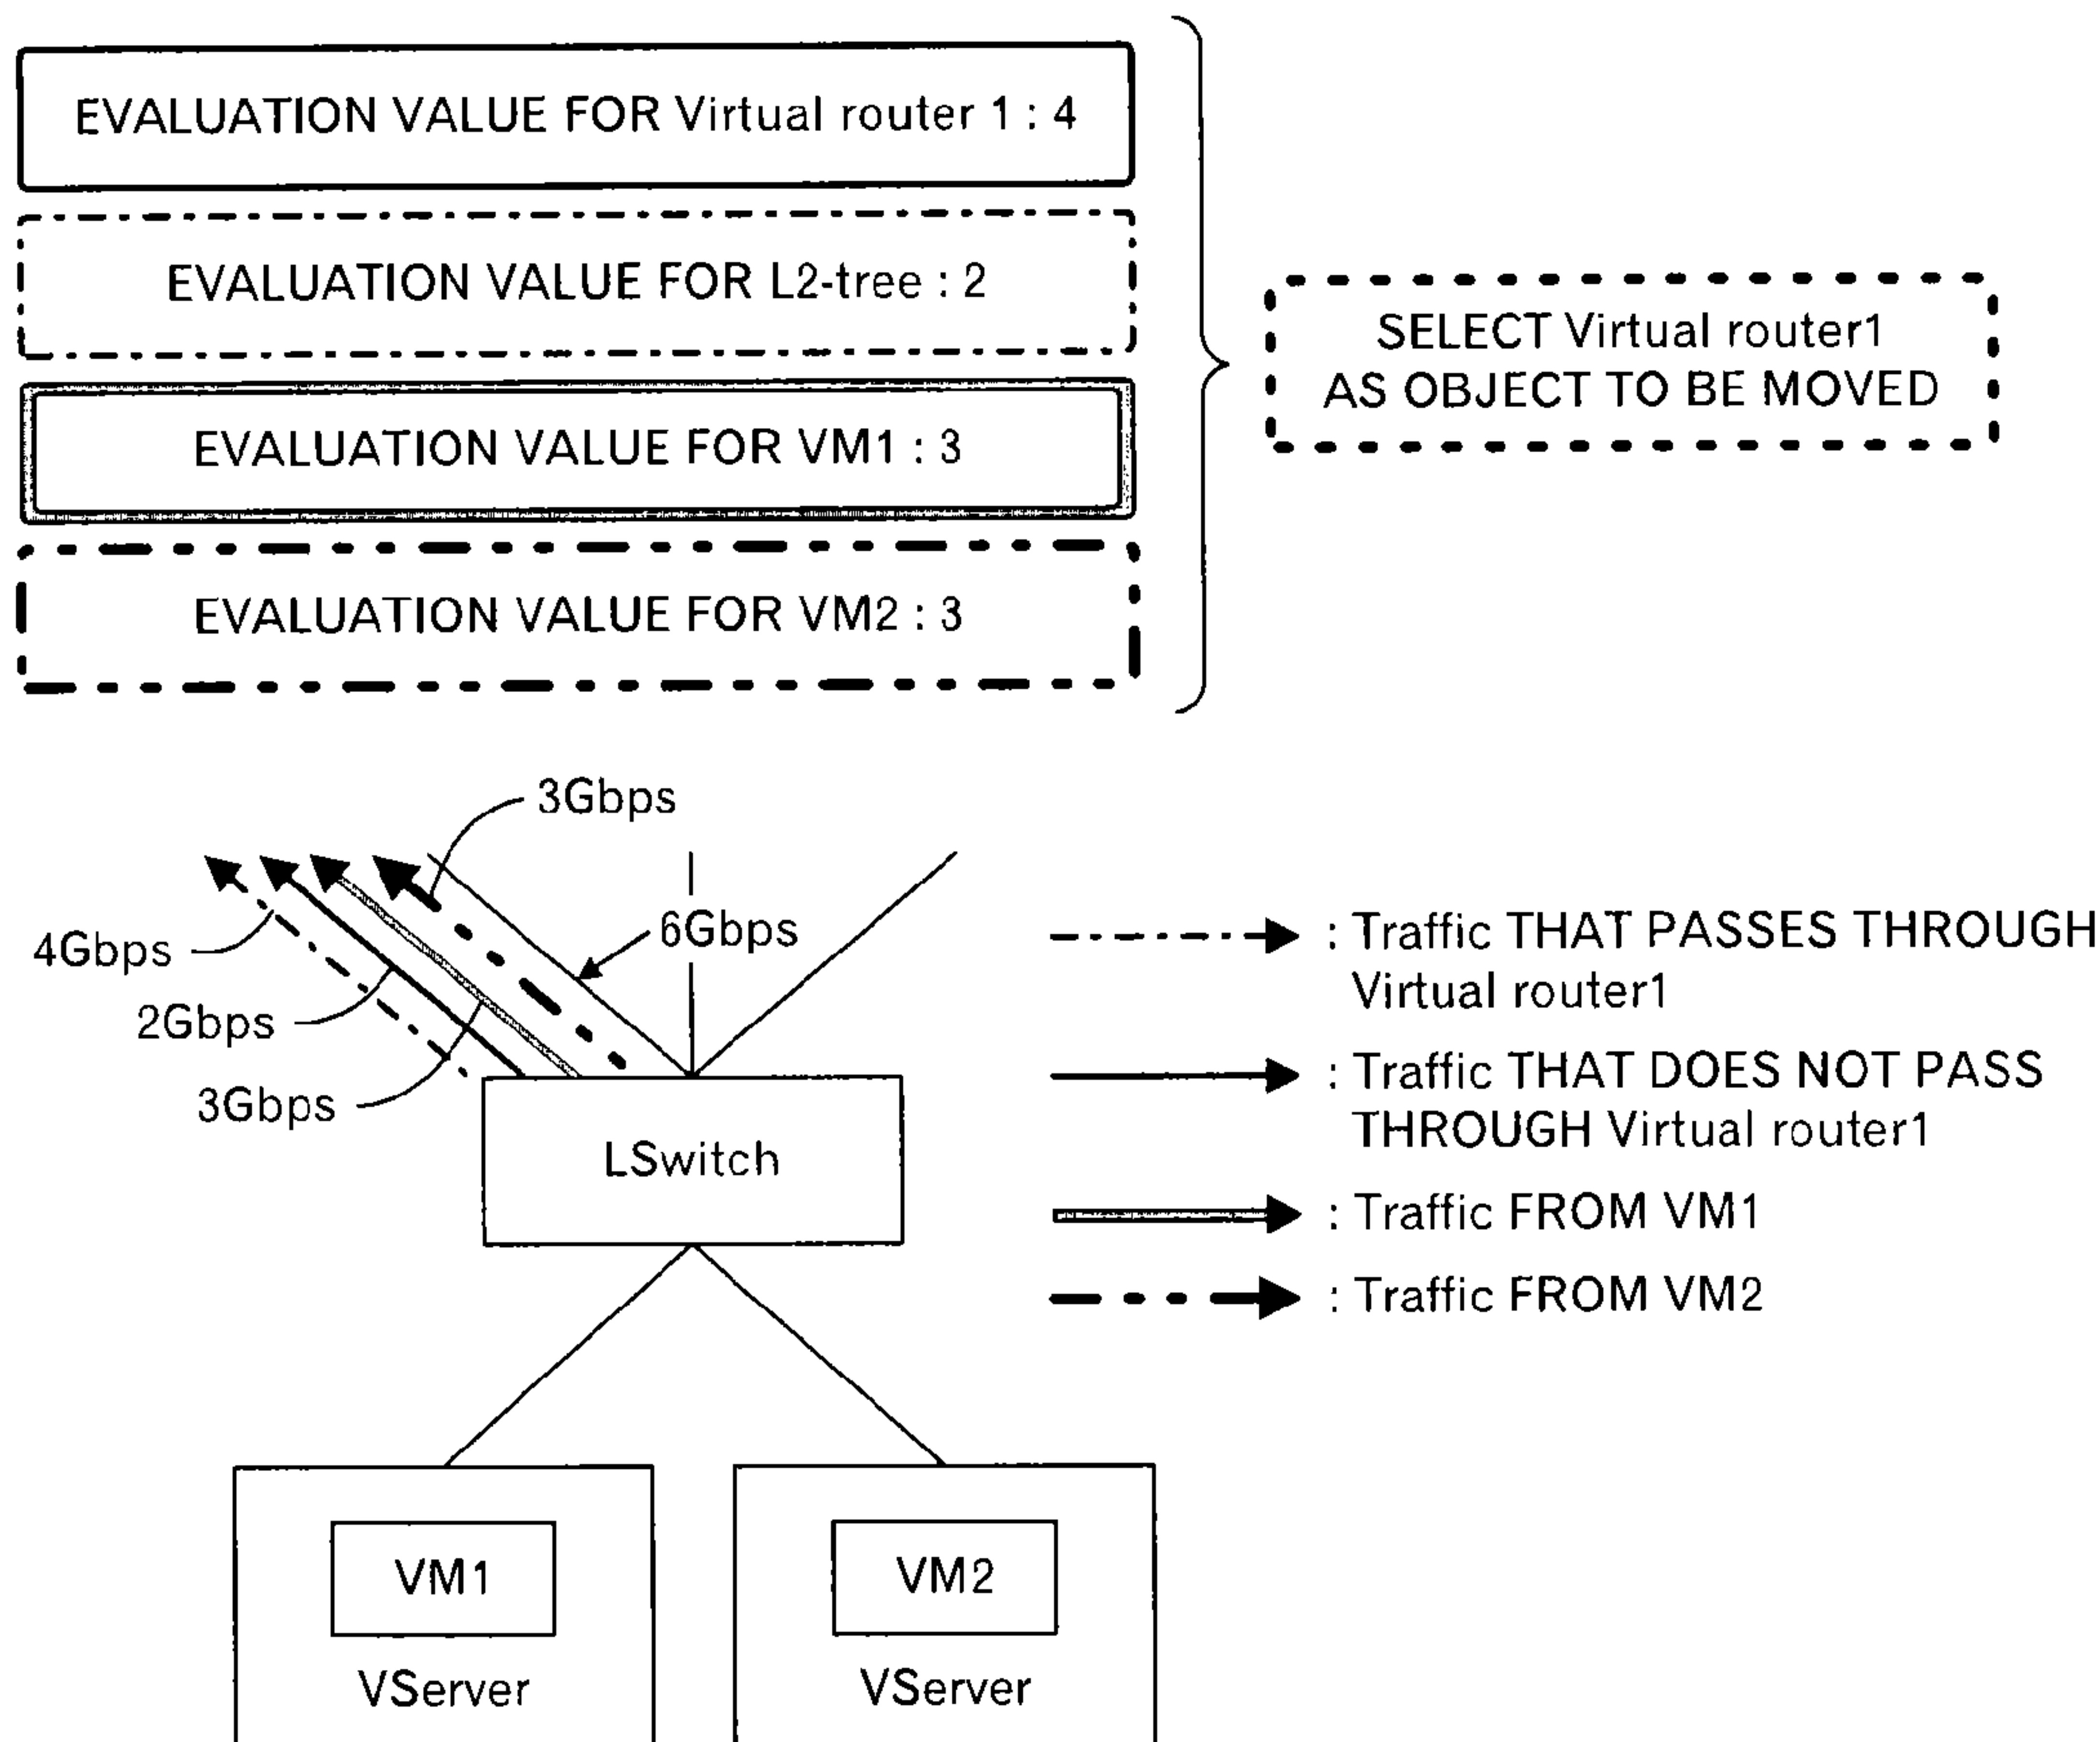 EVALUATION VALUE FOR Virtual router 1 : 4
EVALUATION VALUE FOR L2-tree : 2
EVALUATION VALUE FOR VM1 : 3
EVALUATION VALUE FOR VM2 : 3
SELECT Virtual router1
AS OBJECT TO BE MOVED
3Gbps
6Gbps
4Gbps
2Gbps
3Gbps
: Traffic THAT PASSES THROUGH
Virtual router1
: Traffic THAT DOES NOT PASS
THROUGH Virtual router1
: Traffic FROM VM1
: Traffic FROM VM2
LSwitch
VM1
VServer
VM2
VServer